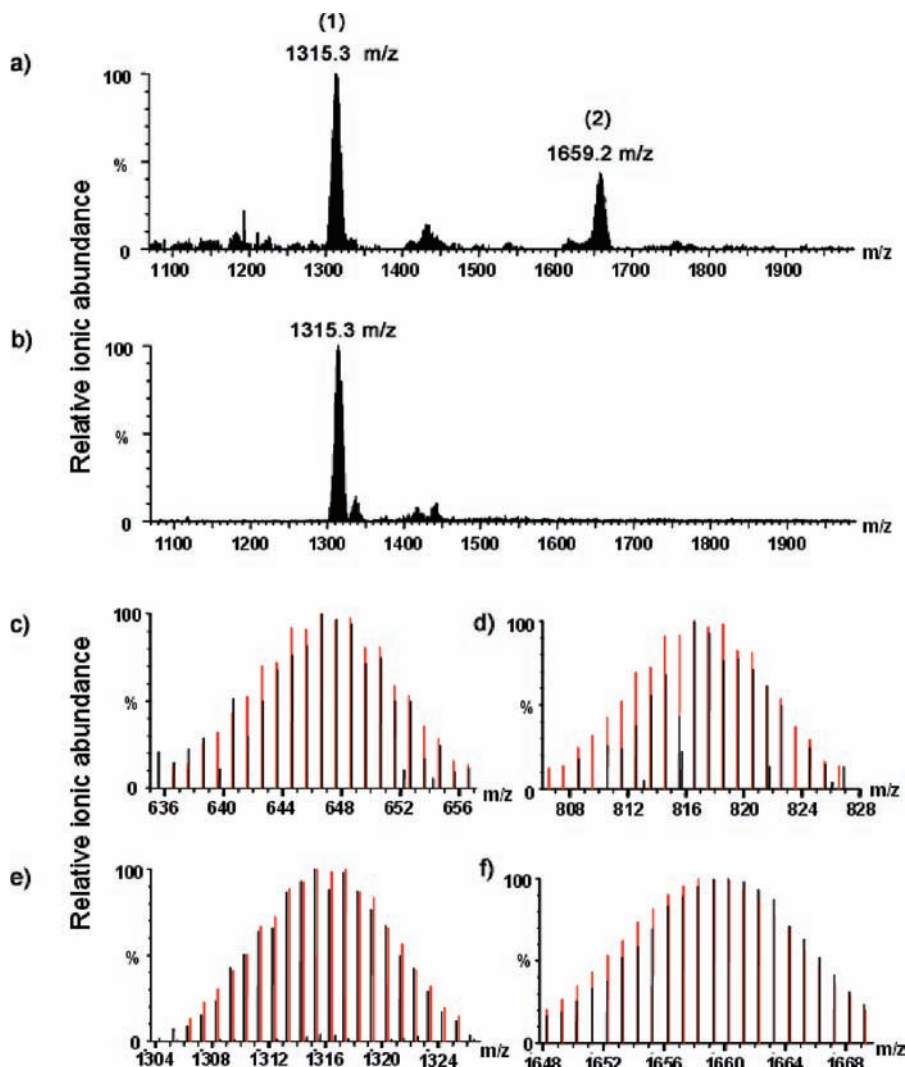 (1)
1315.3 m/z
a)
100
(2)
1659.2 m/z
%
0
1100 1200 1300 1400 1500 1600 1700 1800 1900 m/z
1315.3 m/z
b)
100
%
0
1100 1200 1300 1400 1500 1600 1700 1800 1900 m/z
Relative ionic abundance
c)
100
%
0
636 640 644 648 652 656 m/z
d)
100
%
0
808 812 816 820 824 828 m/z
e)
100
%
0
1304 1308 1312 1316 1320 1324 m/z
f)
100
%
0
1648 1652 1656 1660 1664 1668 m/z
Relative ionic abundance